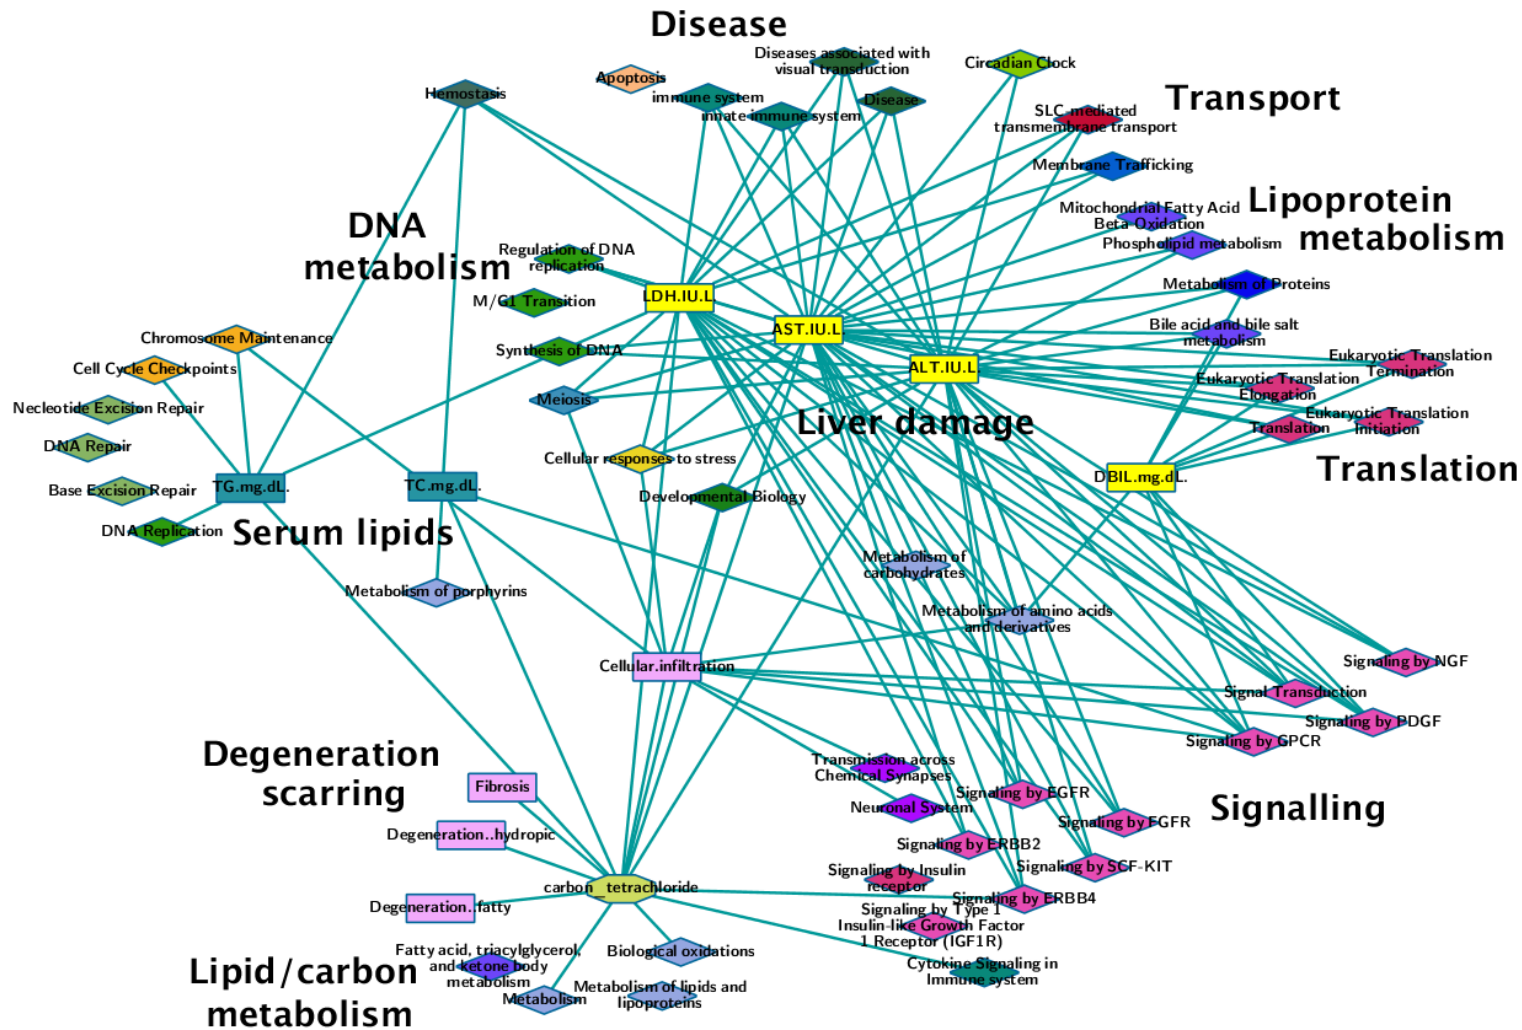 Disease
Diseases associated with
visual transduction
Circadian Clock
Apoptosis
Hemostasis
immune system
Disease
innate immune system
SLC-mediated
transmembrane transport
Transport
Membrane Trafficking
Mitochondrial Fatty Acid
Beta-Oxidation
Lipoprotein
metabolism
Phospholipid metabolism
DNA
metabolism
Regulation of DNA
replication
M/G1 Transition
LDH.IU.L.
Metabolism of Proteins
AST.IU.L.
Bile acid and bile salt
metabolism
Chromosome Maintenance
Synthesis of DNA
Cell Cycle Checkpoints
ALT.IU.L.
Eukaryotic Translation
Termination
Eukaryotic Translation
Elongation
Necleotide Excision Repair
Meiosis
Liver damage
Eukaryotic Translation
Initiation
Translation
DNA Repair
Cellular responses to stress
Translation
Base Excision Repair
TG.mg.dL.
TC.mg.dL.
Developmental Biology
DBIL.mg.dL.
DNA Replication
Serum lipids
Metabolism of
carbohydrates
Metabolism of porphyrins
Metabolism of amino acids
and derivatives
Cellular.infiltration
Signaling by NGF
Signal Transduction
Signaling by PDGF
Signaling by GPCR
Degeneration
scarring
Transmission across
Chemical Synapses
Fibrosis
Neuronal System
Signaling by EGFR
Signalling
Signaling by FGFR
Degeneration..hydropic
Signaling by ERBB2
Signaling by SCF-KIT
Signaling by Insulin
receptor
carbon__tetrachloride
Signaling by ERBB4
Degeneration..fatty
Signaling by Type 1
Insulin-like Growth Factor
1 Receptor (IGF1R)
Fatty acid, triacylglycerol,
and ketone body
metabolism
Biological oxidations
Cytokine Signaling in
Immune system
Lipid/carbon
metabolism
Metabolism
Metabolism of lipids and
lipoproteins